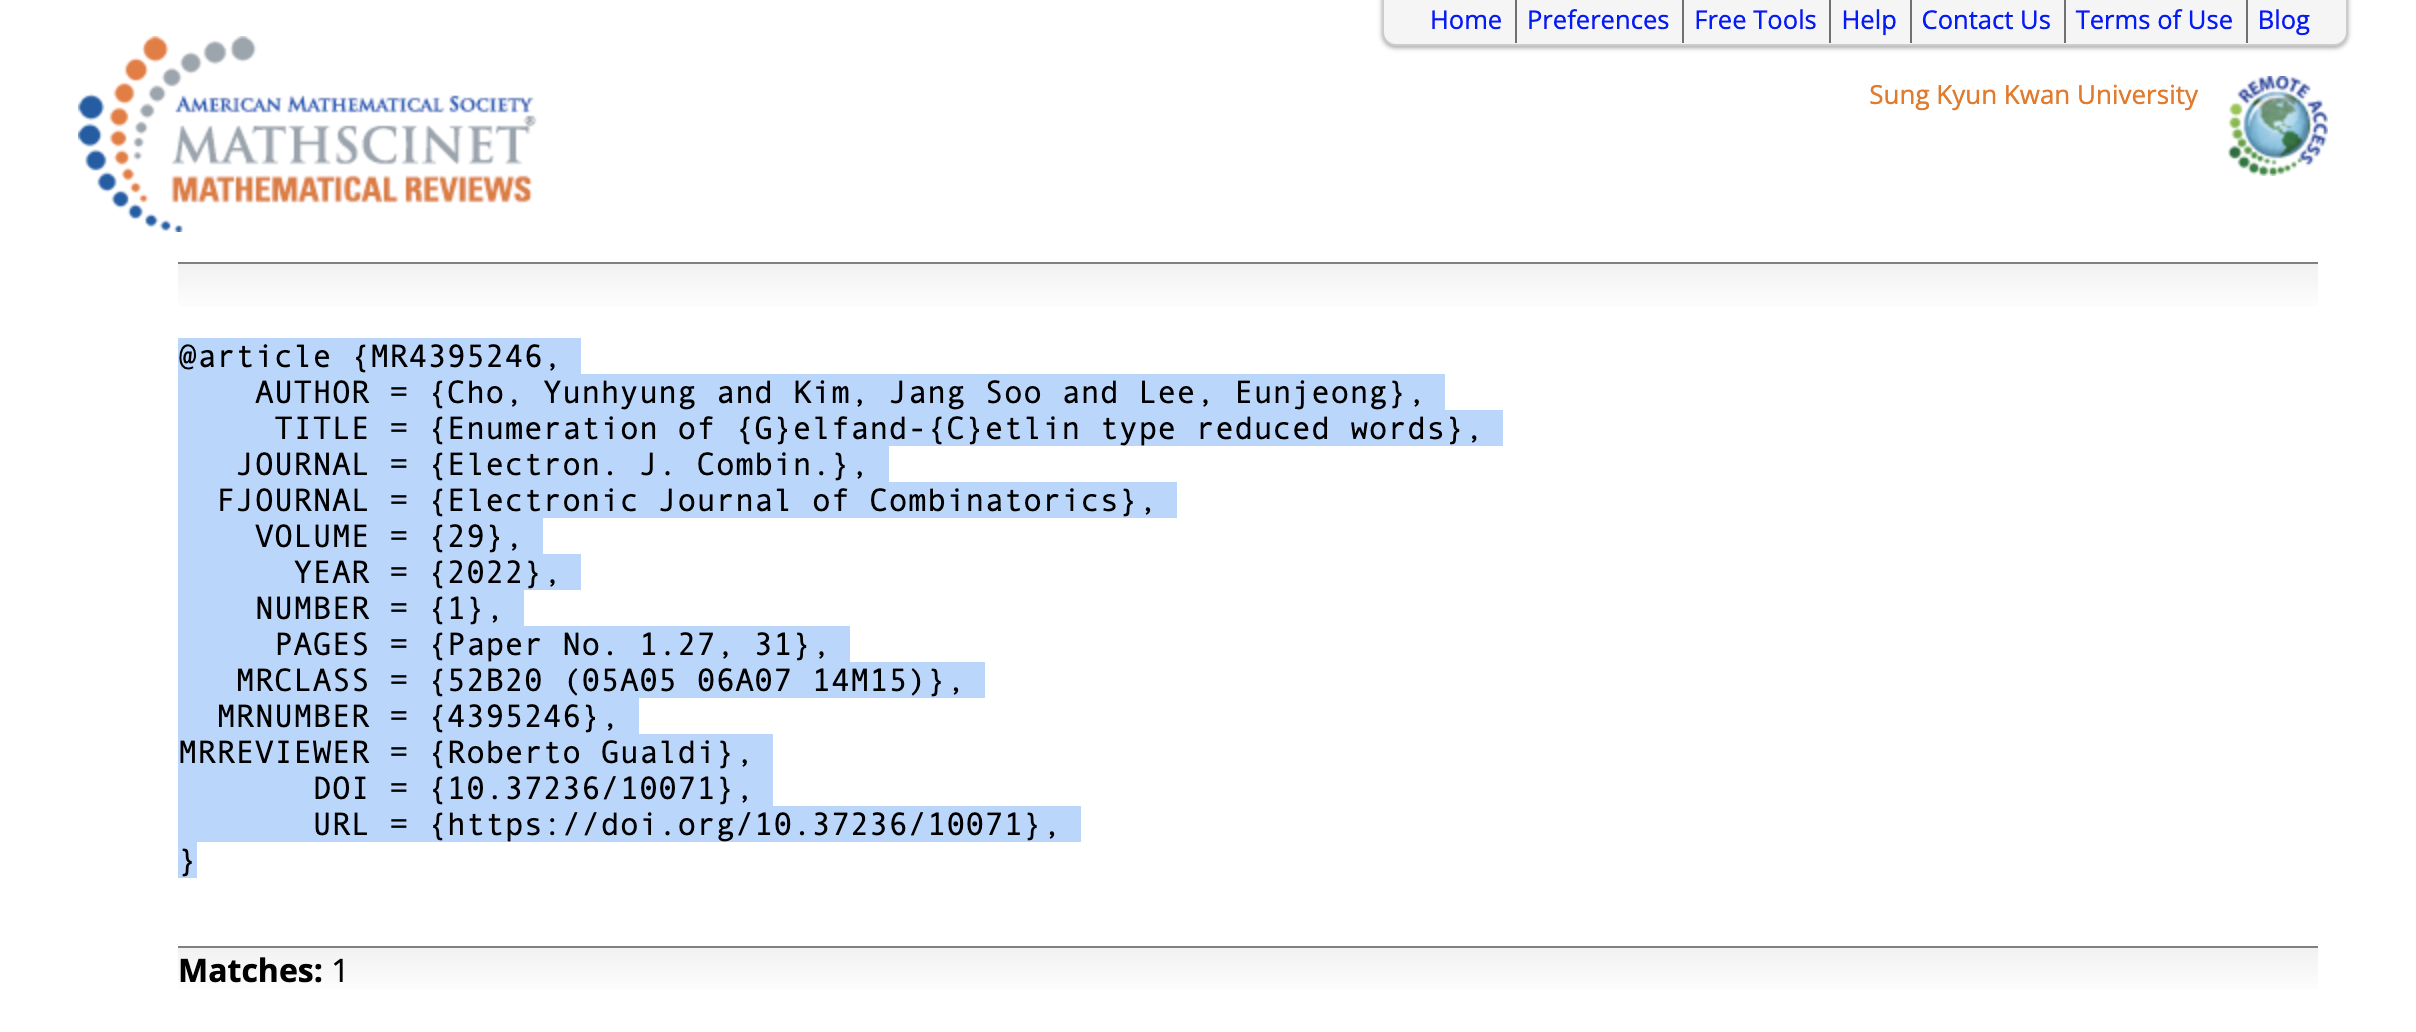 Home Preferences Free Tools Help Contact Us Terms of Use Blog
AMERICAN MATHEMATICAL SOCIETY
MATHSCINET®
MATHEMATICAL REVIEWS
Sung Kyun Kwan University
REMOTE ACCESS
@article {MR4395246,
    AUTHOR = {Cho, Yunhyung and Kim, Jang Soo and Lee, Eunjeong},
     TITLE = {Enumeration of {G}elfand-{C}etlin type reduced words},
   JOURNAL = {Electron. J. Combin.},
  FJOURNAL = {Electronic Journal of Combinatorics},
    VOLUME = {29},
      YEAR = {2022},
    NUMBER = {1},
     PAGES = {Paper No. 1.27, 31},
   MRCLASS = {52B20 (05A05 06A07 14M15)},
  MRNUMBER = {4395246},
MRREVIEWER = {Roberto Gualdi},
       DOI = {10.37236/10071},
       URL = {https://doi.org/10.37236/10071},
}
Matches: 1